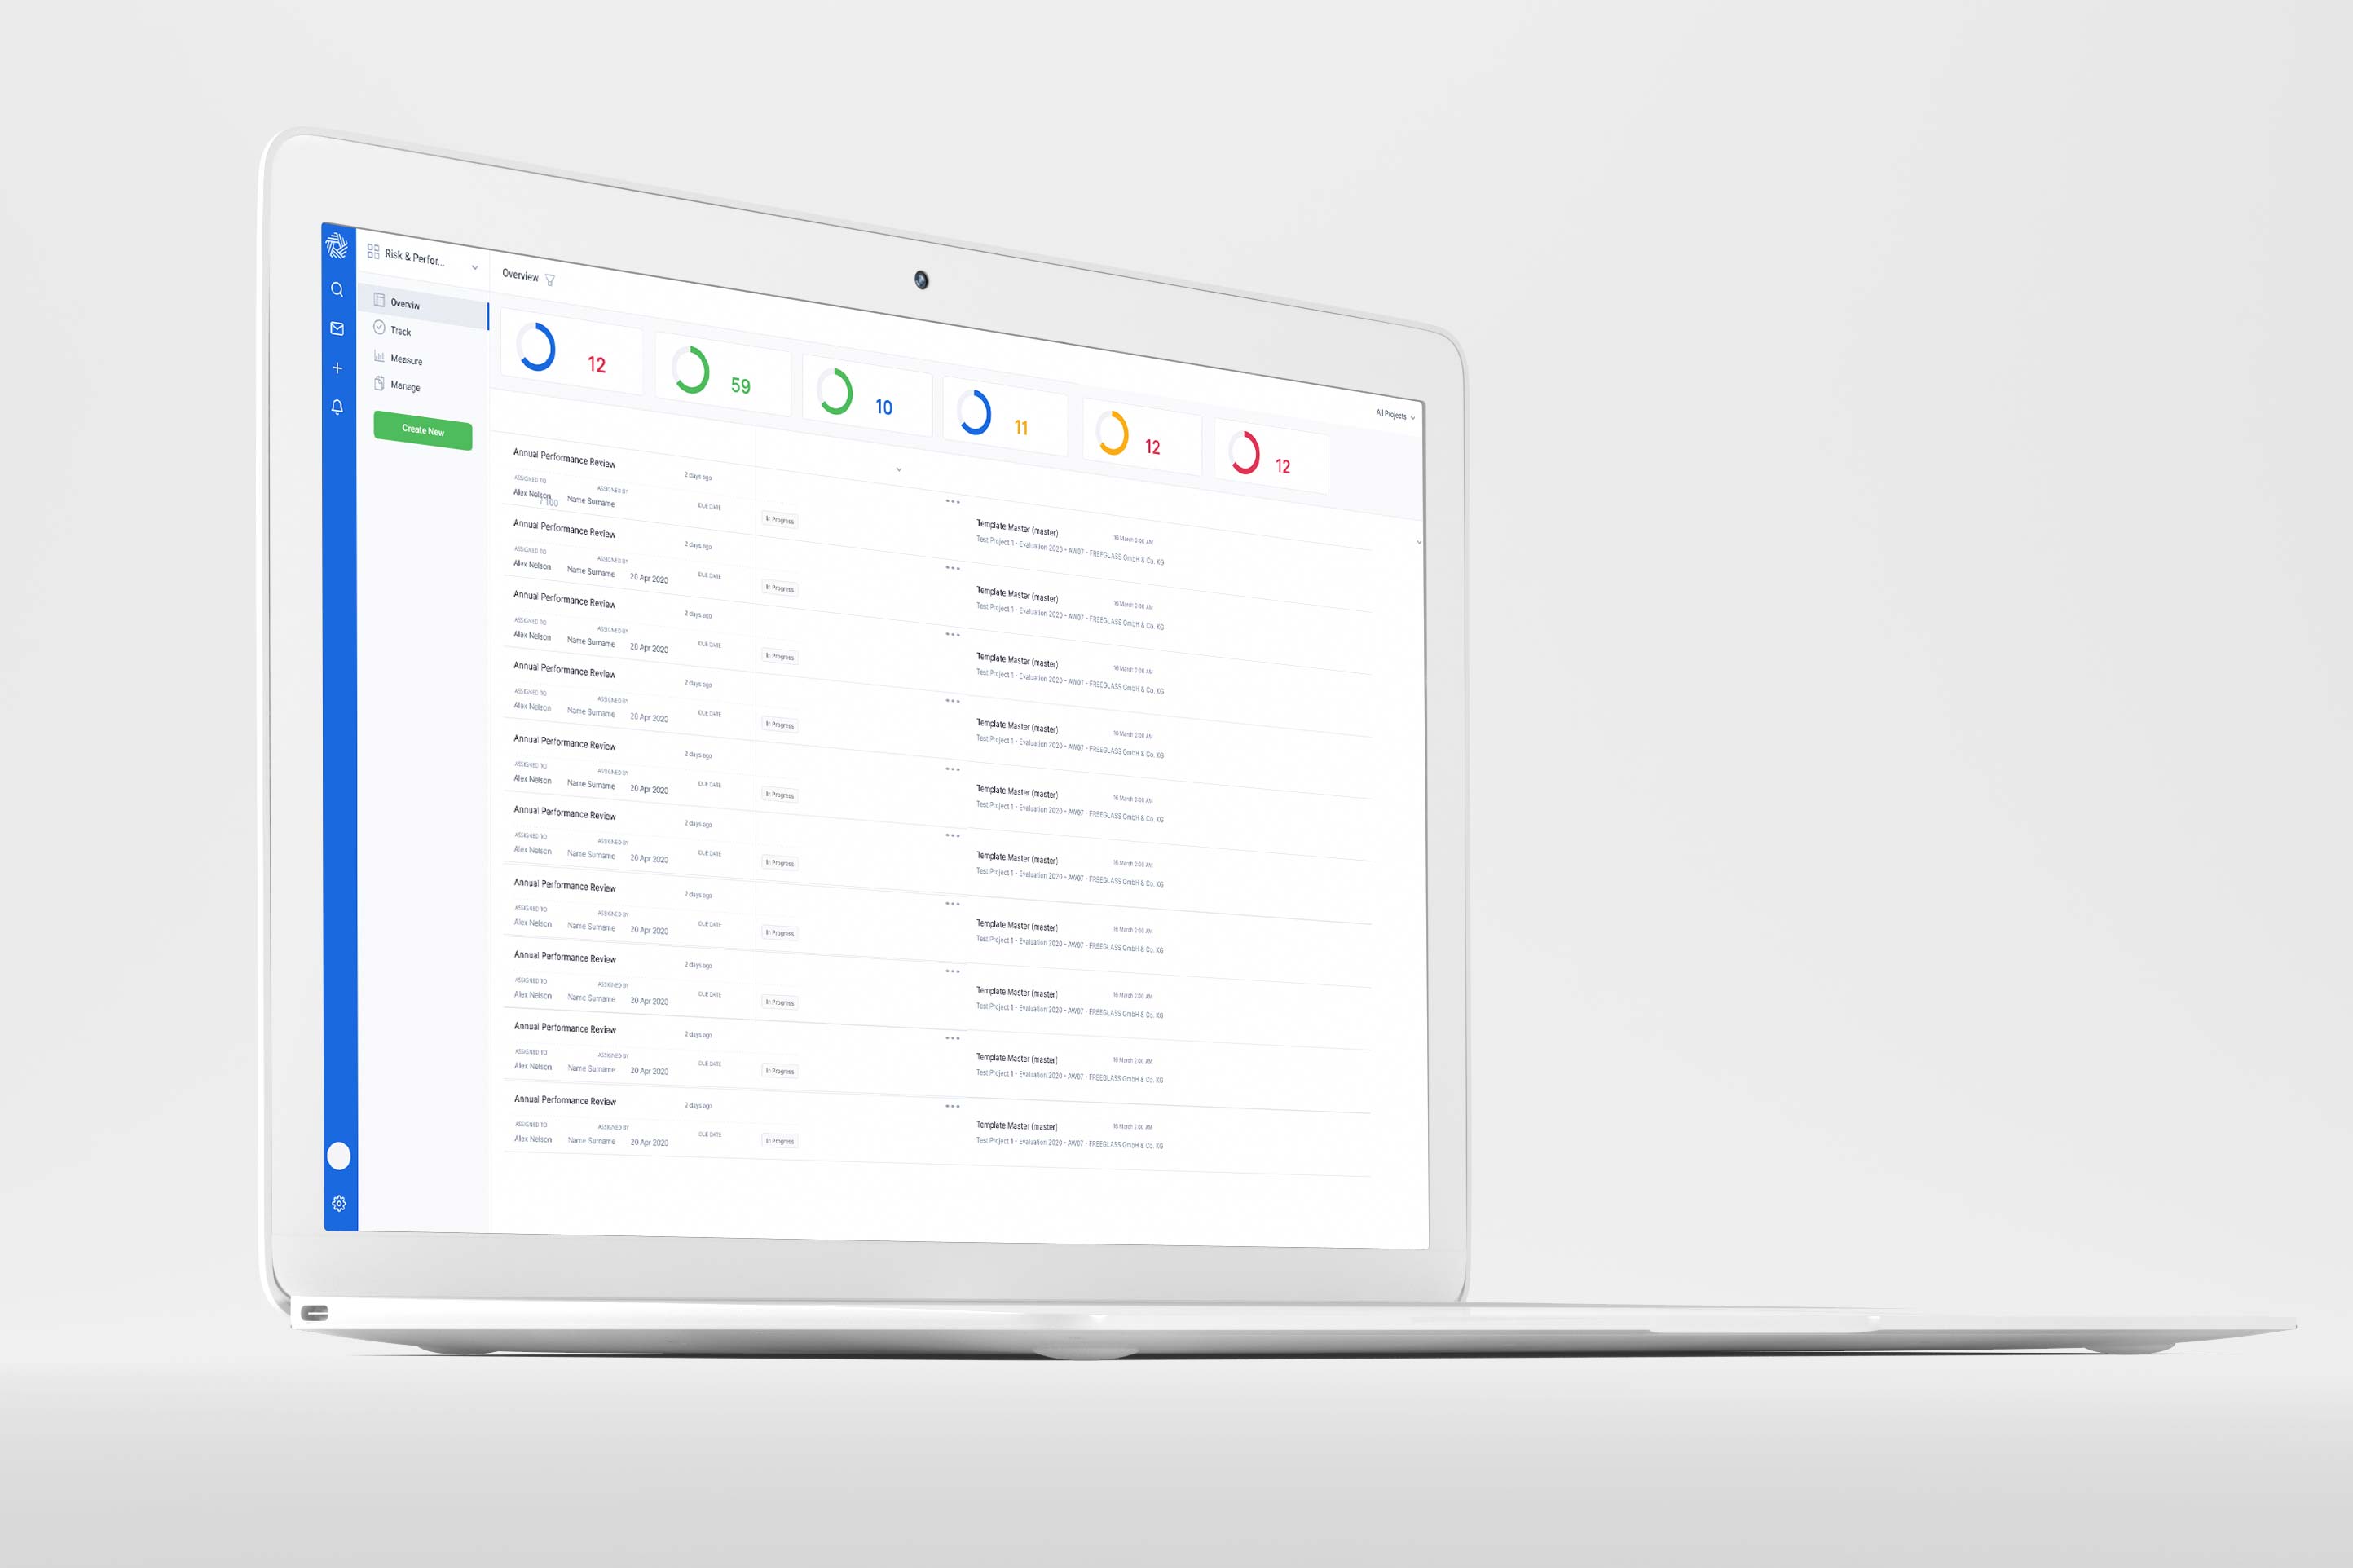 Risk & Perfor...
Overviw
Track
Measure
Manage
Create New
Overview
All Projects
12
59
10
11
12
12
Annual Performance Review
2 days ago
ASSIGNED TO
ASSIGNED BY
Alex Nelson
Name Surname
/ 100
DUE DATE
In Progress
Template Master (master)
16 March 2:00 AM
Test Project 1 - Evaluation 2020 - AW07 - FREEGLASS GmbH & Co. KG
Annual Performance Review
2 days ago
ASSIGNED TO
ASSIGNED BY
Alex Nelson
Name Surname
20 Apr 2020
DUE DATE
In Progress
Template Master (master)
16 March 2:00 AM
Test Project 1 - Evaluation 2020 - AW07 - FREEGLASS GmbH & Co. KG
Annual Performance Review
2 days ago
ASSIGNED TO
ASSIGNED BY
Alex Nelson
Name Surname
20 Apr 2020
DUE DATE
In Progress
Template Master (master)
16 March 2:00 AM
Test Project 1 - Evaluation 2020 - AW07 - FREEGLASS GmbH & Co. KG
Annual Performance Review
2 days ago
ASSIGNED TO
ASSIGNED BY
Alex Nelson
Name Surname
20 Apr 2020
DUE DATE
In Progress
Template Master (master)
16 March 2:00 AM
Test Project 1 - Evaluation 2020 - AW07 - FREEGLASS GmbH & Co. KG
Annual Performance Review
2 days ago
ASSIGNED TO
ASSIGNED BY
Alex Nelson
Name Surname
20 Apr 2020
DUE DATE
In Progress
Template Master (master)
16 March 2:00 AM
Test Project 1 - Evaluation 2020 - AW07 - FREEGLASS GmbH & Co. KG
Annual Performance Review
2 days ago
ASSIGNED TO
ASSIGNED BY
Alex Nelson
Name Surname
20 Apr 2020
DUE DATE
In Progress
Template Master (master)
16 March 2:00 AM
Test Project 1 - Evaluation 2020 - AW07 - FREEGLASS GmbH & Co. KG
Annual Performance Review
2 days ago
ASSIGNED TO
ASSIGNED BY
Alex Nelson
Name Surname
20 Apr 2020
DUE DATE
In Progress
Template Master (master)
16 March 2:00 AM
Test Project 1 - Evaluation 2020 - AW07 - FREEGLASS GmbH & Co. KG
Annual Performance Review
2 days ago
ASSIGNED TO
ASSIGNED BY
Alex Nelson
Name Surname
20 Apr 2020
DUE DATE
In Progress
Template Master (master)
16 March 2:00 AM
Test Project 1 - Evaluation 2020 - AW07 - FREEGLASS GmbH & Co. KG
Annual Performance Review
2 days ago
ASSIGNED TO
ASSIGNED BY
Alex Nelson
Name Surname
20 Apr 2020
DUE DATE
In Progress
Template Master (master)
16 March 2:00 AM
Test Project 1 - Evaluation 2020 - AW07 - FREEGLASS GmbH & Co. KG
Annual Performance Review
2 days ago
ASSIGNED TO
ASSIGNED BY
Alex Nelson
Name Surname
20 Apr 2020
DUE DATE
In Progress
Template Master (master)
16 March 2:00 AM
Test Project 1 - Evaluation 2020 - AW07 - FREEGLASS GmbH & Co. KG